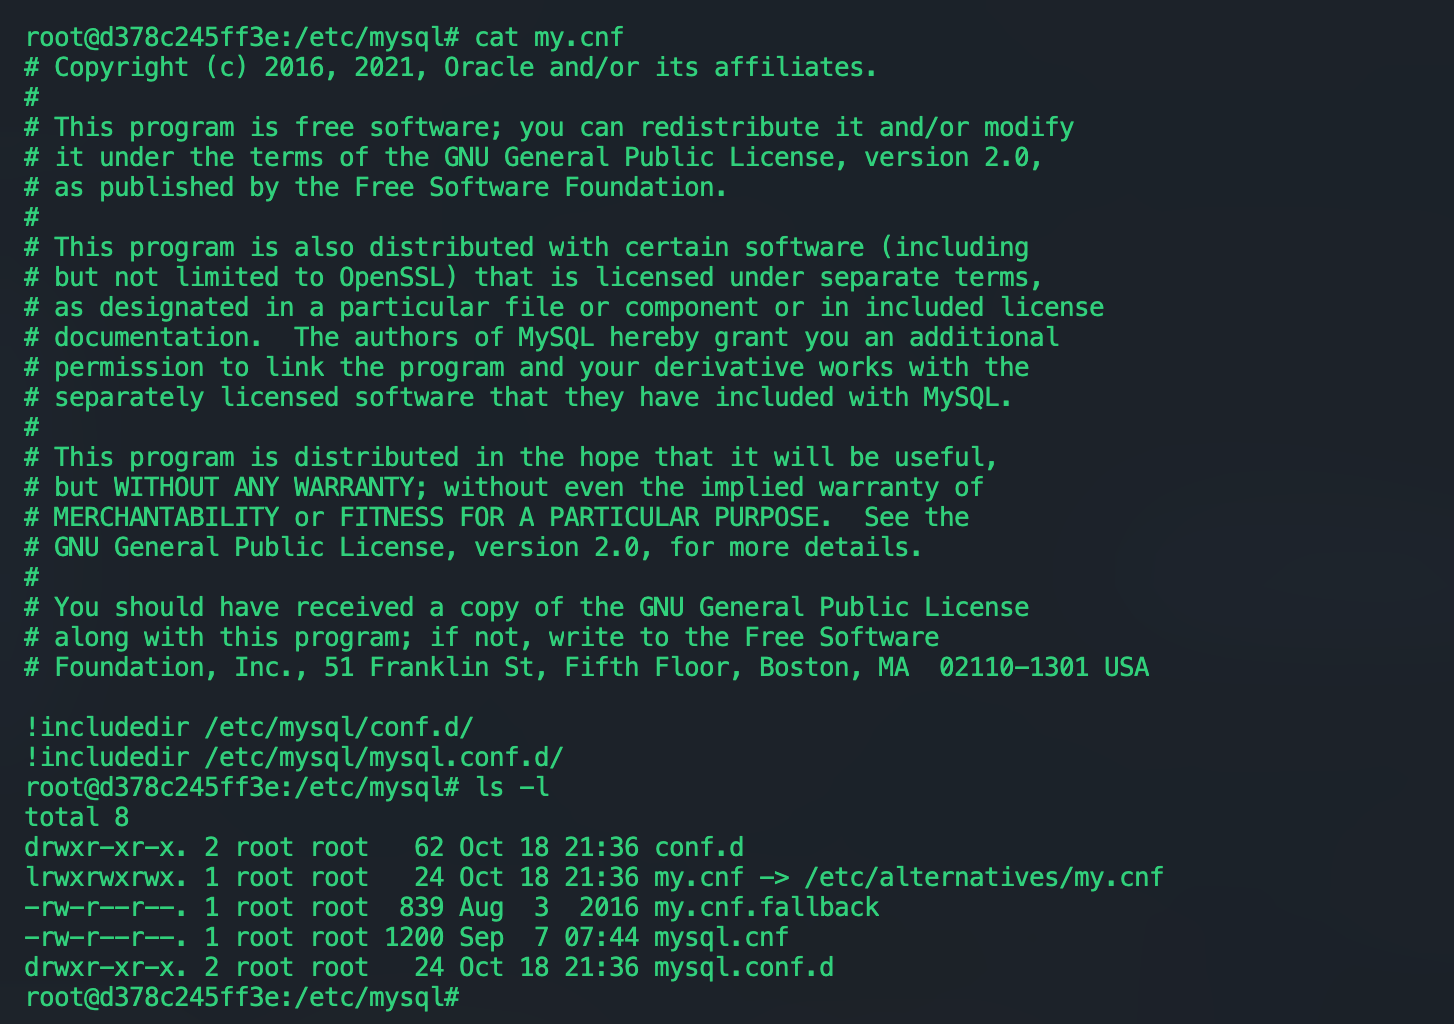 root@d378c245ff3e:/etc/mysql# cat my.cnf
# Copyright (c) 2016, 2021, Oracle and/or its affiliates.
#
# This program is free software; you can redistribute it and/or modify
# it under the terms of the GNU General Public License, version 2.0,
# as published by the Free Software Foundation.
#
# This program is also distributed with certain software (including
# but not limited to OpenSSL) that is licensed under separate terms,
# as designated in a particular file or component or in included license
# documentation.  The authors of MySQL hereby grant you an additional
# permission to link the program and your derivative works with the
# separately licensed software that they have included with MySQL.
#
# This program is distributed in the hope that it will be useful,
# but WITHOUT ANY WARRANTY; without even the implied warranty of
# MERCHANTABILITY or FITNESS FOR A PARTICULAR PURPOSE.  See the
# GNU General Public License, version 2.0, for more details.
#
# You should have received a copy of the GNU General Public License
# along with this program; if not, write to the Free Software
# Foundation, Inc., 51 Franklin St, Fifth Floor, Boston, MA  02110-1301 USA

!includedir /etc/mysql/conf.d/
!includedir /etc/mysql/mysql.conf.d/
root@d378c245ff3e:/etc/mysql# ls -l
total 8
drwxr-xr-x. 2 root root   62 Oct 18 21:36 conf.d
lrwxrwxrwx. 1 root root   24 Oct 18 21:36 my.cnf -> /etc/alternatives/my.cnf
-rw-r--r--. 1 root root  839 Aug  3  2016 my.cnf.fallback
-rw-r--r--. 1 root root 1200 Sep  7 07:44 mysql.cnf
drwxr-xr-x. 2 root root   24 Oct 18 21:36 mysql.conf.d
root@d378c245ff3e:/etc/mysql#